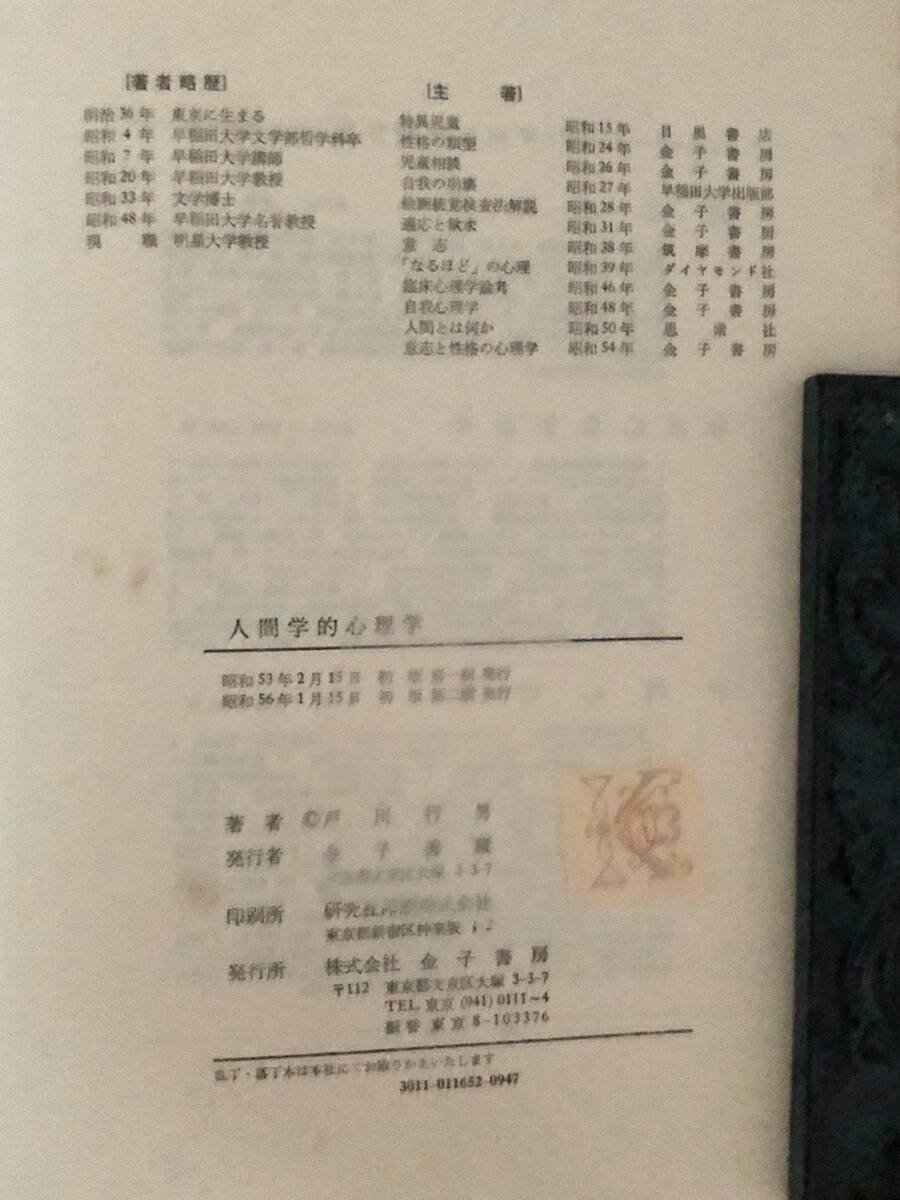 [著者略歴]
明治36年 東京に生まる
昭和4年 早稲田大学文学部哲学科卒
昭和7年 早稲田大学講師
昭和20年 早稲田大学教授
昭和33年 文学博士
昭和48年 早稲田大学名誉教授
現職 明星大学教授
[主著]
特異児童 昭和15年 目黒書店
性格の類型 昭和24年 金子書房
児童相談 昭和26年 金子書房
自我の崩壊 昭和27年 早稲田大学出版部
絵画統覚検査法解説 昭和28年 金子書房
適応と欲求 昭和31年 金子書房
意志 昭和38年 筑摩書房
「なるほど」の心理 昭和39年 ダイヤモンド社
臨床心理学論考 昭和46年 金子書房
自我心理学 昭和48年 金子書房
人間とは何か 昭和50年 思索社
意志と性格の心理学 昭和54年 金子書房
人間学的心理学
昭和53年2月15日 初版第一刷発行
昭和56年1月15日 初版第二刷発行
著者 ©戸川行男
発行者 金子
大塚 3-3-7
印刷所 研究社印刷株式会社
東京都新宿区神楽坂
発行所 株式会社 金子書房
〒112 東京都文京区大塚 3-3-7
TEL 東京 (941) 0111~4
振替 東京 8-103376
乱丁・落丁本は本社にてお取りかえいたします
3011-011652-0947